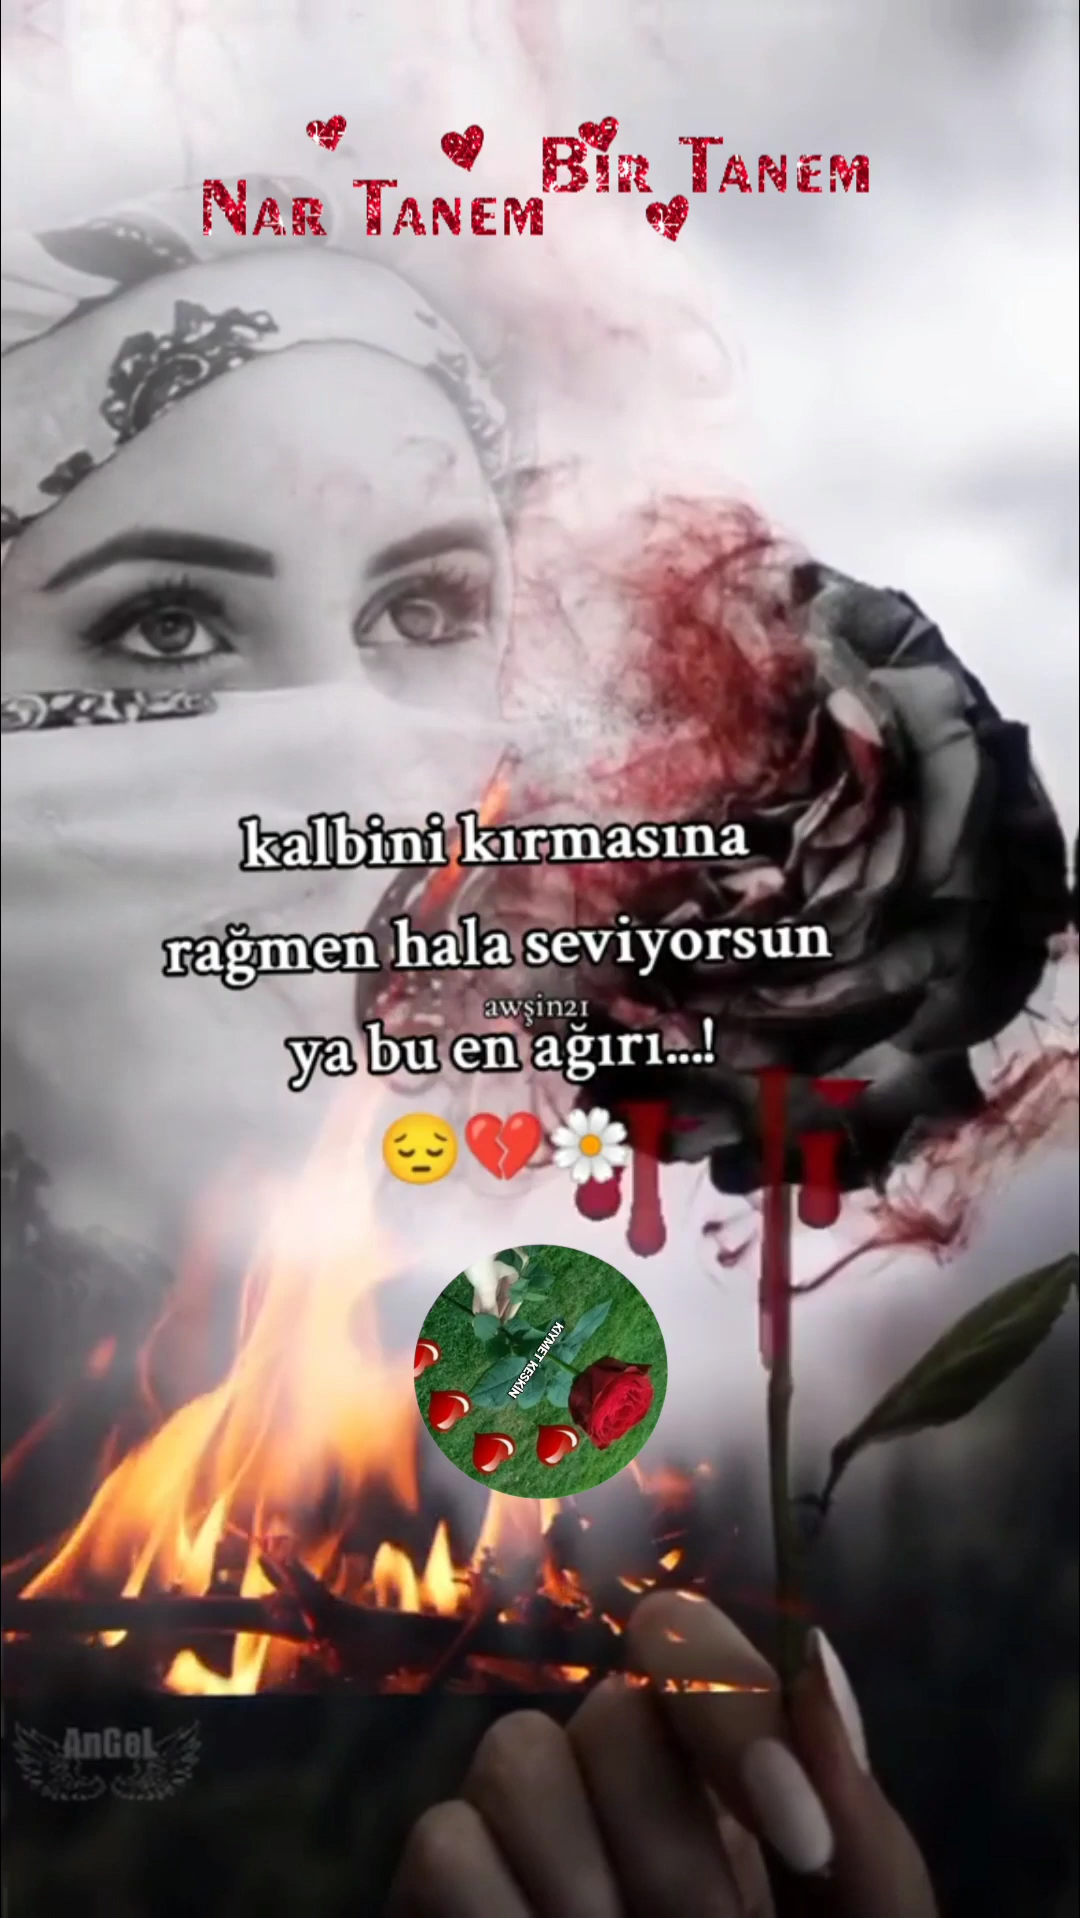 Nar Tanem Bir Tanem
kalbini kırmasına
rağmen hala seviyorsun
awşin21
ya bu en ağırı...!
😔💔🌼
KIYMET KESKİN
AnGeL